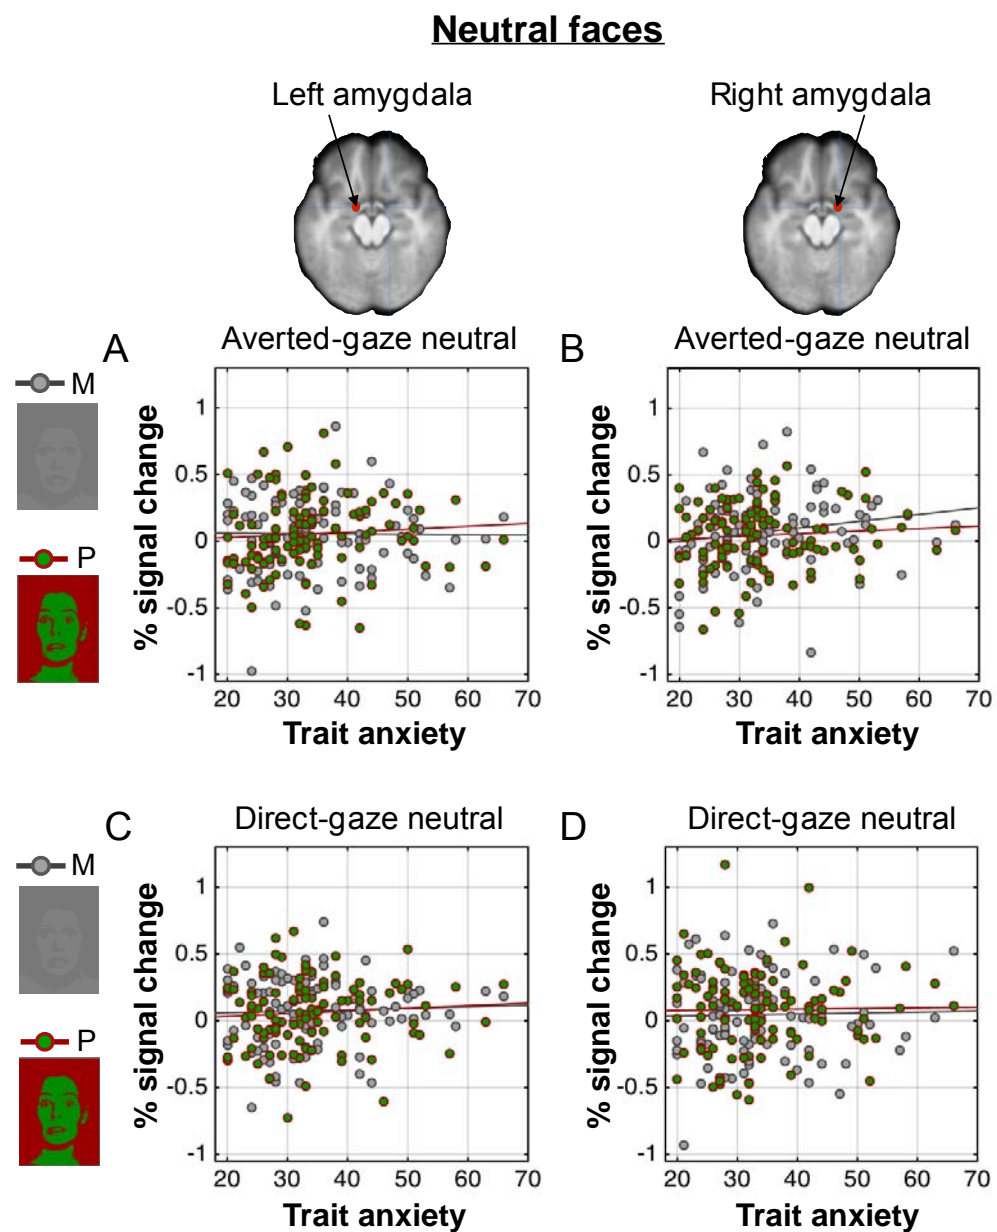 Neutral faces
Left amygdala
Right amygdala
A
Averted-gaze neutral
B
Averted-gaze neutral
M
P
% signal change
1
0.5
0
-0.5
-1
20 30 40 50 60 70
Trait anxiety
% signal change
1
0.5
0
-0.5
-1
20 30 40 50 60 70
Trait anxiety
C
Direct-gaze neutral
D
Direct-gaze neutral
M
P
% signal change
1
0.5
0
-0.5
-1
20 30 40 50 60 70
Trait anxiety
% signal change
1
0.5
0
-0.5
-1
20 30 40 50 60 70
Trait anxiety